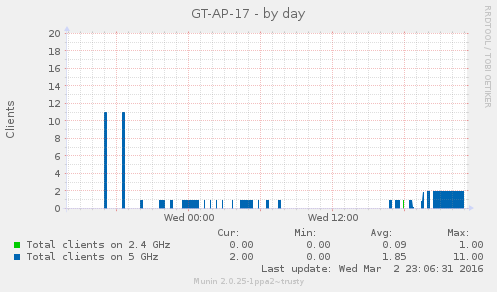 GT-AP-17 - by day
RRDTOOL / TOBI OETIKER
Clients
20
18
16
14
12
10
8
6
4
2
0
Wed 00:00 Wed 12:00
Cur: Min: Avg: Max:
Total clients on 2.4 GHz 0.00 0.00 0.09 1.00
Total clients on 5 GHz 2.00 0.00 1.85 11.00
Last update: Wed Mar 2 23:06:31 2016
Munin 2.0.25-1ppa2~trusty